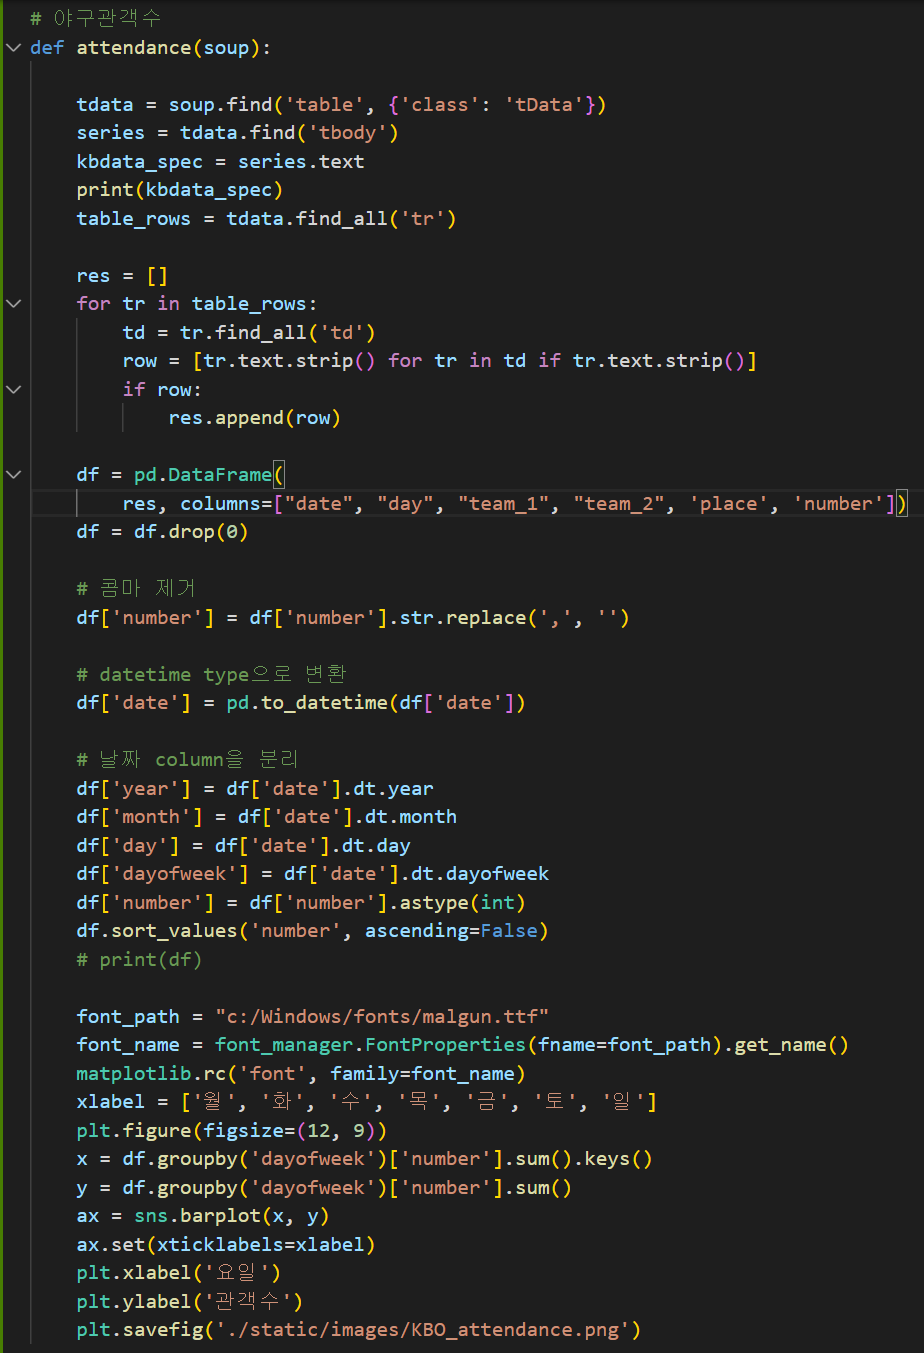 # 야구관객수
def attendance(soup):
tdata = soup.find('table', {'class': 'tData'})
series = tdata.find('tbody')
kbdata_spec = series.text
print(kbdata_spec)
table_rows = tdata.find_all('tr')
res = []
for tr in table_rows:
td = tr.find_all('td')
row = [tr.text.strip() for tr in td if tr.text.strip()]
if row:
res.append(row)
df = pd.DataFrame(
res, columns=["date", "day", "team_1", "team_2", 'place', 'number'])
df = df.drop(0)
# 콤마 제거
df['number'] = df['number'].str.replace(',', '')
# datetime type으로 변환
df['date'] = pd.to_datetime(df['date'])
# 날짜 column을 분리
df['year'] = df['date'].dt.year
df['month'] = df['date'].dt.month
df['day'] = df['date'].dt.day
df['dayofweek'] = df['date'].dt.dayofweek
df['number'] = df['number'].astype(int)
df.sort_values('number', ascending=False)
# print(df)
font_path = "c:/Windows/fonts/malgun.ttf"
font_name = font_manager.FontProperties(fname=font_path).get_name()
matplotlib.rc('font', family=font_name)
xlabel = ['월', '화', '수', '목', '금', '토', '일']
plt.figure(figsize=(12, 9))
x = df.groupby('dayofweek')['number'].sum().keys()
y = df.groupby('dayofweek')['number'].sum()
ax = sns.barplot(x, y)
ax.set(xticklabels=xlabel)
plt.xlabel('요일')
plt.ylabel('관객수')
plt.savefig('./static/images/KBO_attendance.png')